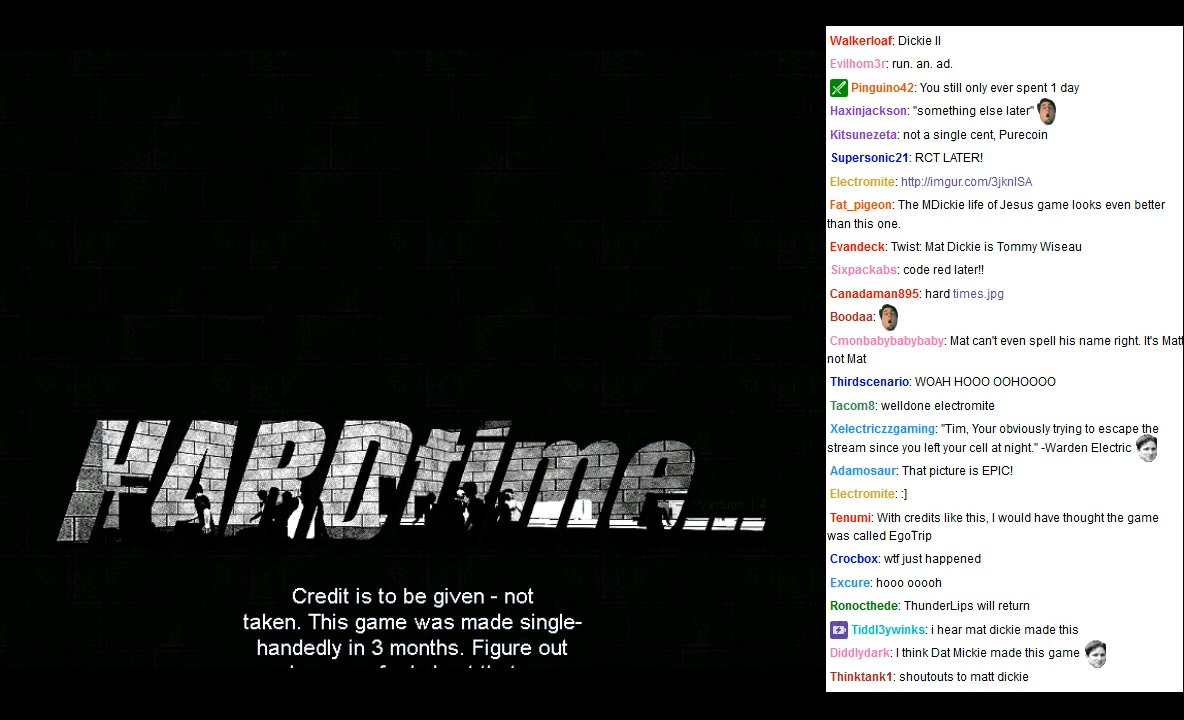 HARDtime...
Version 1.4
Credit is to be given - not
taken. This game was made single-
handedly in 3 months. Figure out
Walkerloaf: Dickie II
Evilhom3r: run. an. ad.
Pinguino42: You still only ever spent 1 day
Haxinjackson: "something else later"
Kitsunezeta: not a single cent, Purecoin
Supersonic21: RCT LATER!
Electromite: http://imgur.com/3jknISA
Fat_pigeon: The MDickie life of Jesus game looks even better
than this one.
Evandeck: Twist: Mat Dickie is Tommy Wiseau
Sixpackabs: code red later!!
Canadaman895: hard times.jpg
Boodaa:
Cmonbabybabybaby: Mat can't even spell his name right. It's Matt
not Mat
Thirdscenario: WOAH HOOO OOHOOOO
Tacom8: welldone electromite
Xelectriczzgaming: "Tim, Your obviously trying to escape the
stream since you left your cell at night." -Warden Electric
Adamosaur: That picture is EPIC!
Electromite: :]
Tenumi: With credits like this, I would have thought the game
was called EgoTrip
Crocbox: wtf just happened
Excure: hooo ooooh
Ronocthede: ThunderLips will return
Tiddl3ywinks: i hear mat dickie made this
Diddlydark: I think Dat Mickie made this game
Thinktank1: shoutouts to matt dickie